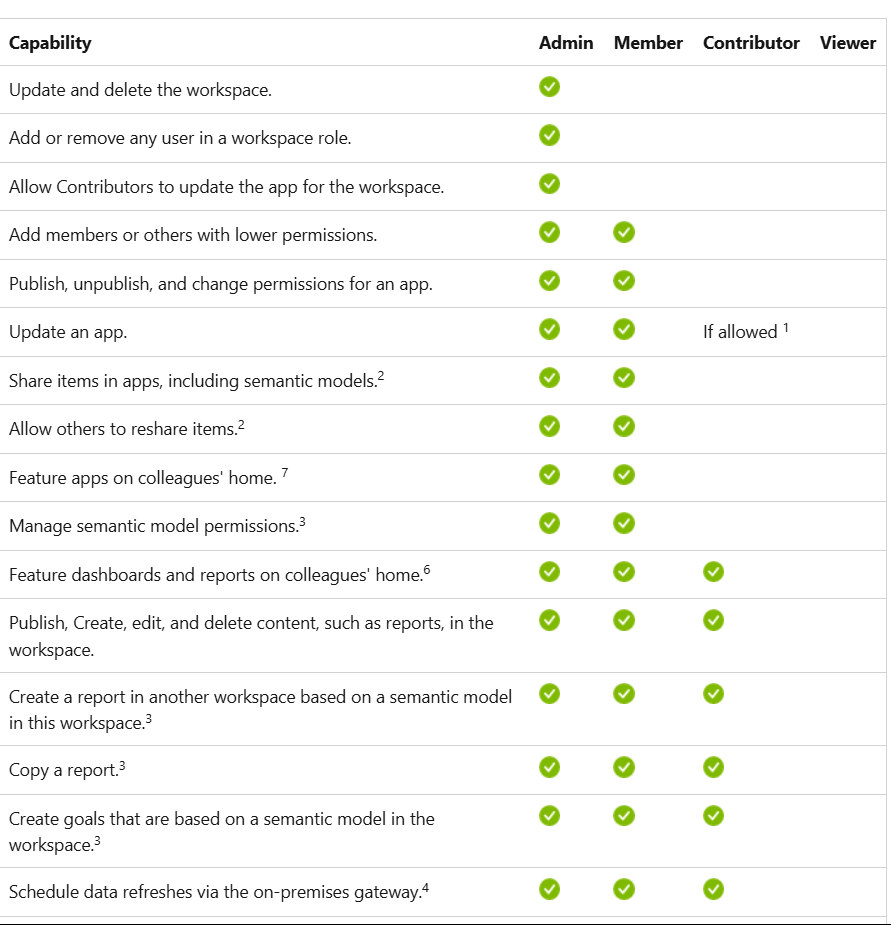 Capability Admin Member Contributor Viewer
Update and delete the workspace.
Add or remove any user in a workspace role.
Allow Contributors to update the app for the workspace.
Add members or others with lower permissions.
Publish, unpublish, and change permissions for an app.
Update an app. If allowed ¹
Share items in apps, including semantic models.²
Allow others to reshare items.²
Feature apps on colleagues' home. ⁷
Manage semantic model permissions.³
Feature dashboards and reports on colleagues' home.⁶
Publish, Create, edit, and delete content, such as reports, in the
workspace.
Create a report in another workspace based on a semantic model
in this workspace.³
Copy a report.³
Create goals that are based on a semantic model in the
workspace.³
Schedule data refreshes via the on-premises gateway.⁴